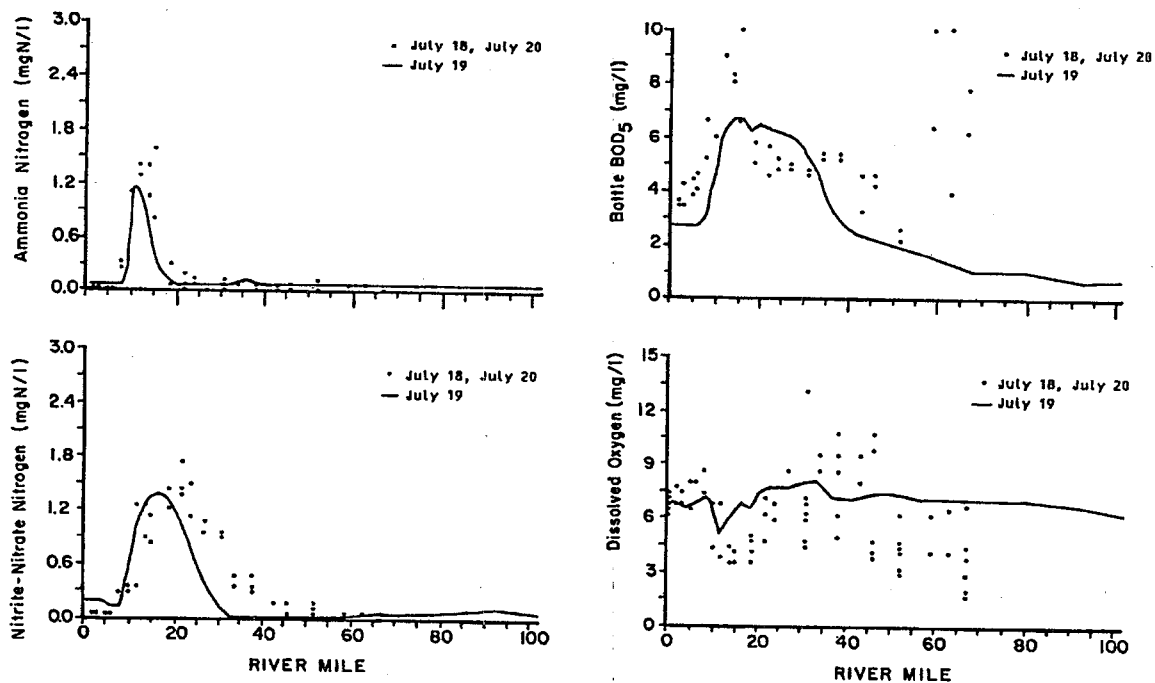 Ammonia Nitrogen (mgN/l)
3.0
2.4
1.8
1.2
0.6
0.0
July 18, July 20
July 19
Bottle BOD5 (mg/l)
10
8
6
4
2
0
July 18, July 20
July 19
Nitrite-Nitrate Nitrogen (mgN/l)
3.0
2.4
1.8
1.2
0.6
0.0
July 18, July 20
July 19
0 20 40 60 80 100
RIVER MILE
Dissolved Oxygen (mg/l)
15
12
9
6
3
0
July 18, July 20
July 19
0 20 40 60 80 100
RIVER MILE